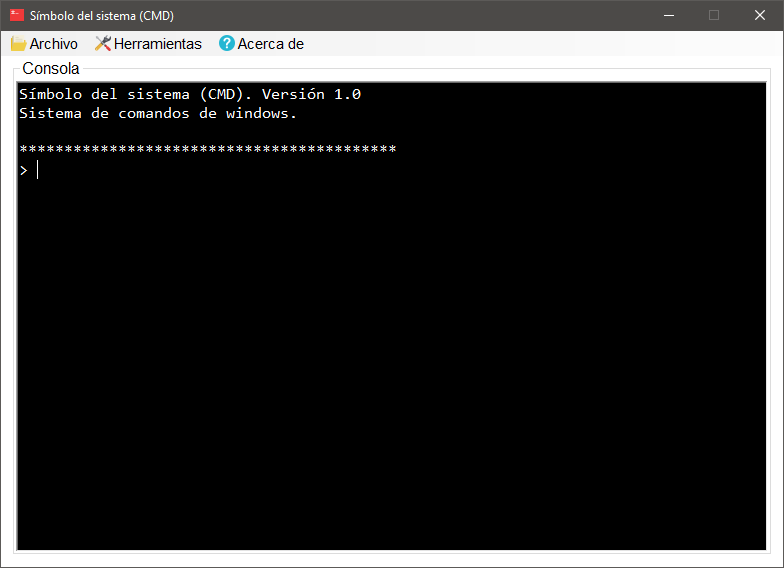 Símbolo del sistema (CMD)
Archivo Herramientas ? Acerca de
Consola
Símbolo del sistema (CMD). Versión 1.0
Sistema de comandos de windows.
******************************************
>